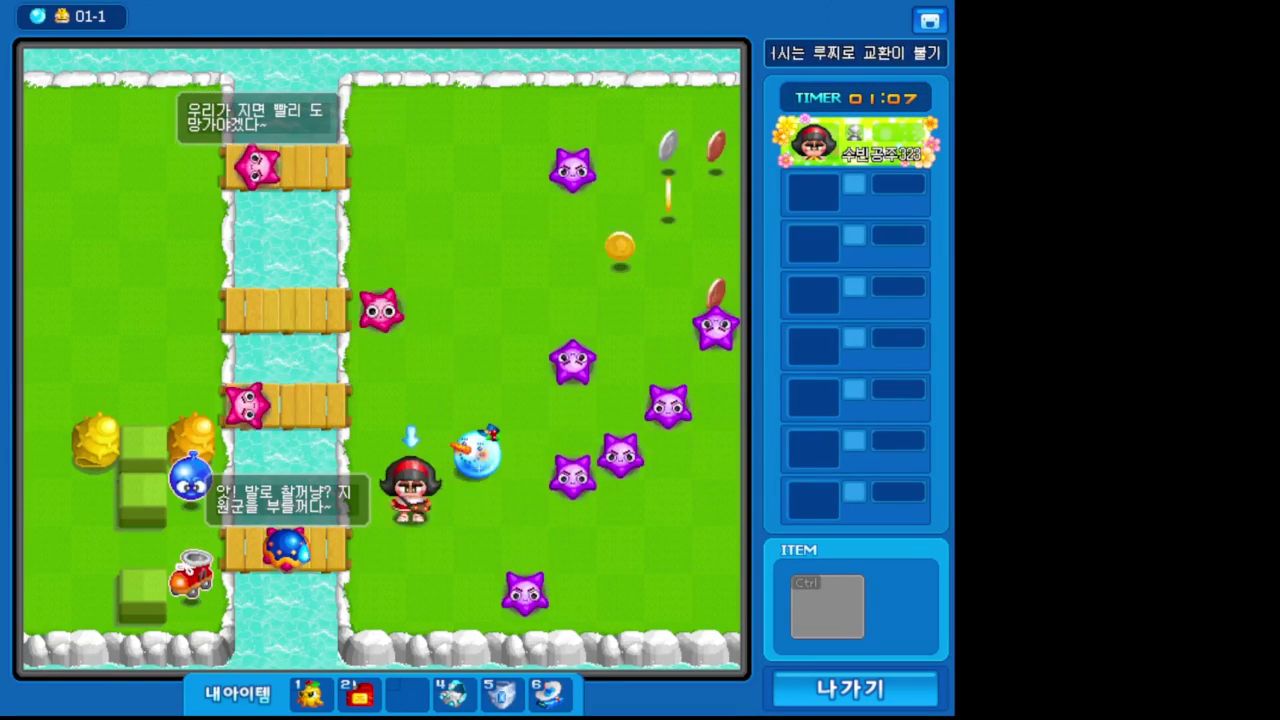 01-1
ㅓ시는 루찌로 교환이 불가
TIMER 01:07
수빈공주023
우리가 지면 빨리 도
망가야겠다~
앗! 발로 찰꺼냥? 지
원군을 부를꺼다~
ITEM
Ctrl
내아이템
1
2
4
5
6
나가기